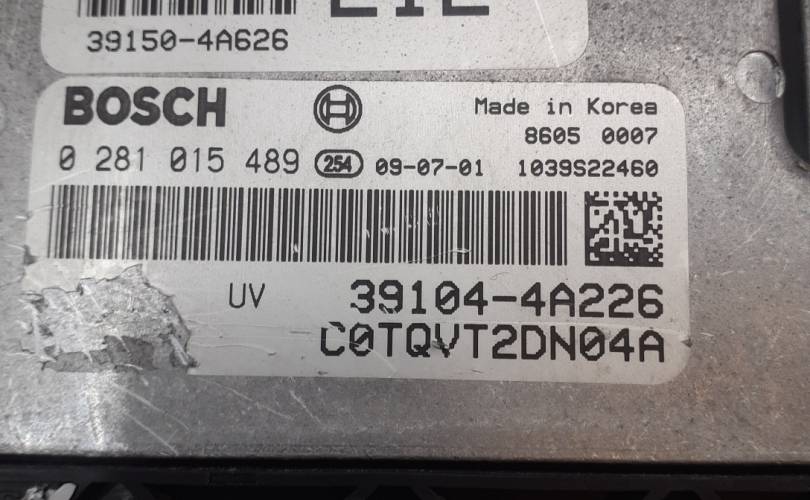 39150-4A626
BOSCH Made in Korea
8605 0007
0 281 015 489 254 09-07-01 1039S22460
UV 39104-4A226
C0TQVT2DN04A